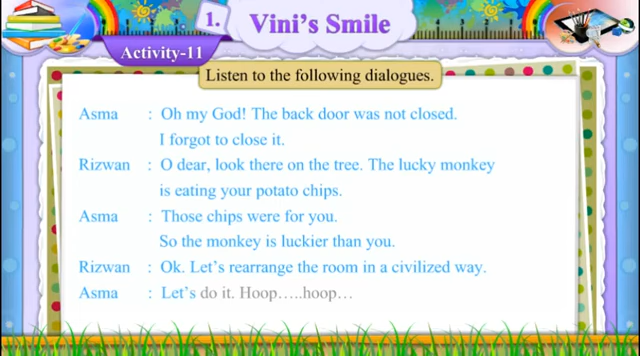 1. Vini's Smile
Activity-11
Listen to the following dialogues.
Asma : Oh my God! The back door was not closed.
I forgot to close it.
Rizwan : O dear, look there on the tree. The lucky monkey
is eating your potato chips.
Asma : Those chips were for you.
So the monkey is luckier than you.
Rizwan : Ok. Let's rearrange the room in a civilized way.
Asma : Let's do it. Hoop.....hoop...